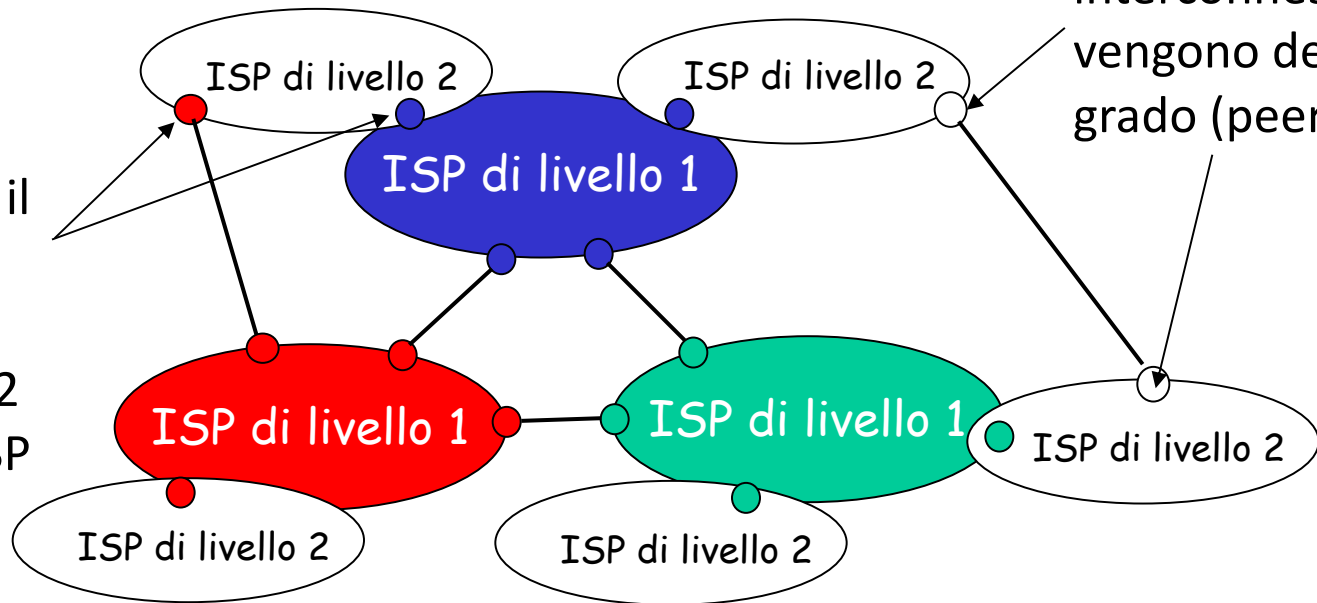 vengono de
grado (peer
ISP di livello 2
ISP di livello 2
ISP di livello 1
il
2
SP
ISP di livello 1
ISP di livello 1
ISP di livello 2
ISP di livello 2
ISP di livello 2